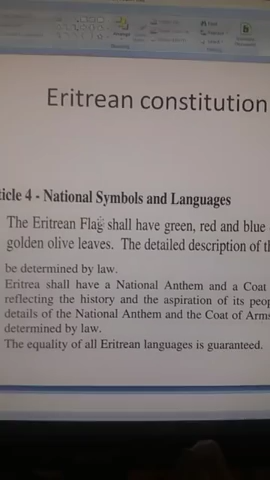 Eritrean constitution
ticle 4 - National Symbols and Languages
The Eritrean Flag shall have green, red and blue
golden olive leaves. The detailed description of th
be determined by law.
Eritrea shall have a National Anthem and a Coat
reflecting the history and the aspiration of its peop
details of the National Anthem and the Coat of Arms
determined by law.
The equality of all Eritrean languages is guaranteed.